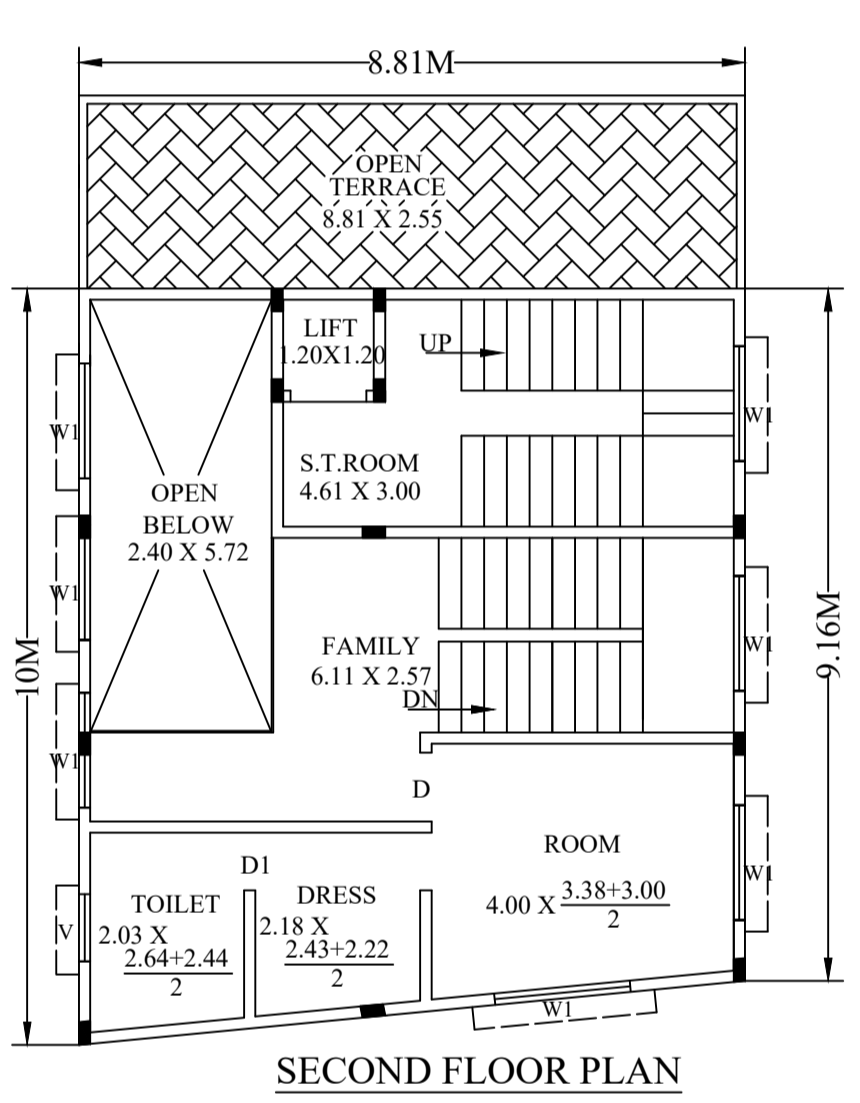 8.81M
OPEN
TERRACE
8.81 X 2.55
LIFT
1.20X1.20
UP
W1
W1
S.T.ROOM
4.61 X 3.00
OPEN
BELOW
2.40 X 5.72
W1
W1
FAMILY
6.11 X 2.57
DN
10M
9.16M
W1
D
ROOM
4.00 X 3.38+3.00
2
W1
D1
TOILET
2.03 X
2.64+2.44
2
DRESS
2.18 X
2.43+2.22
2
V
W1
SECOND FLOOR PLAN